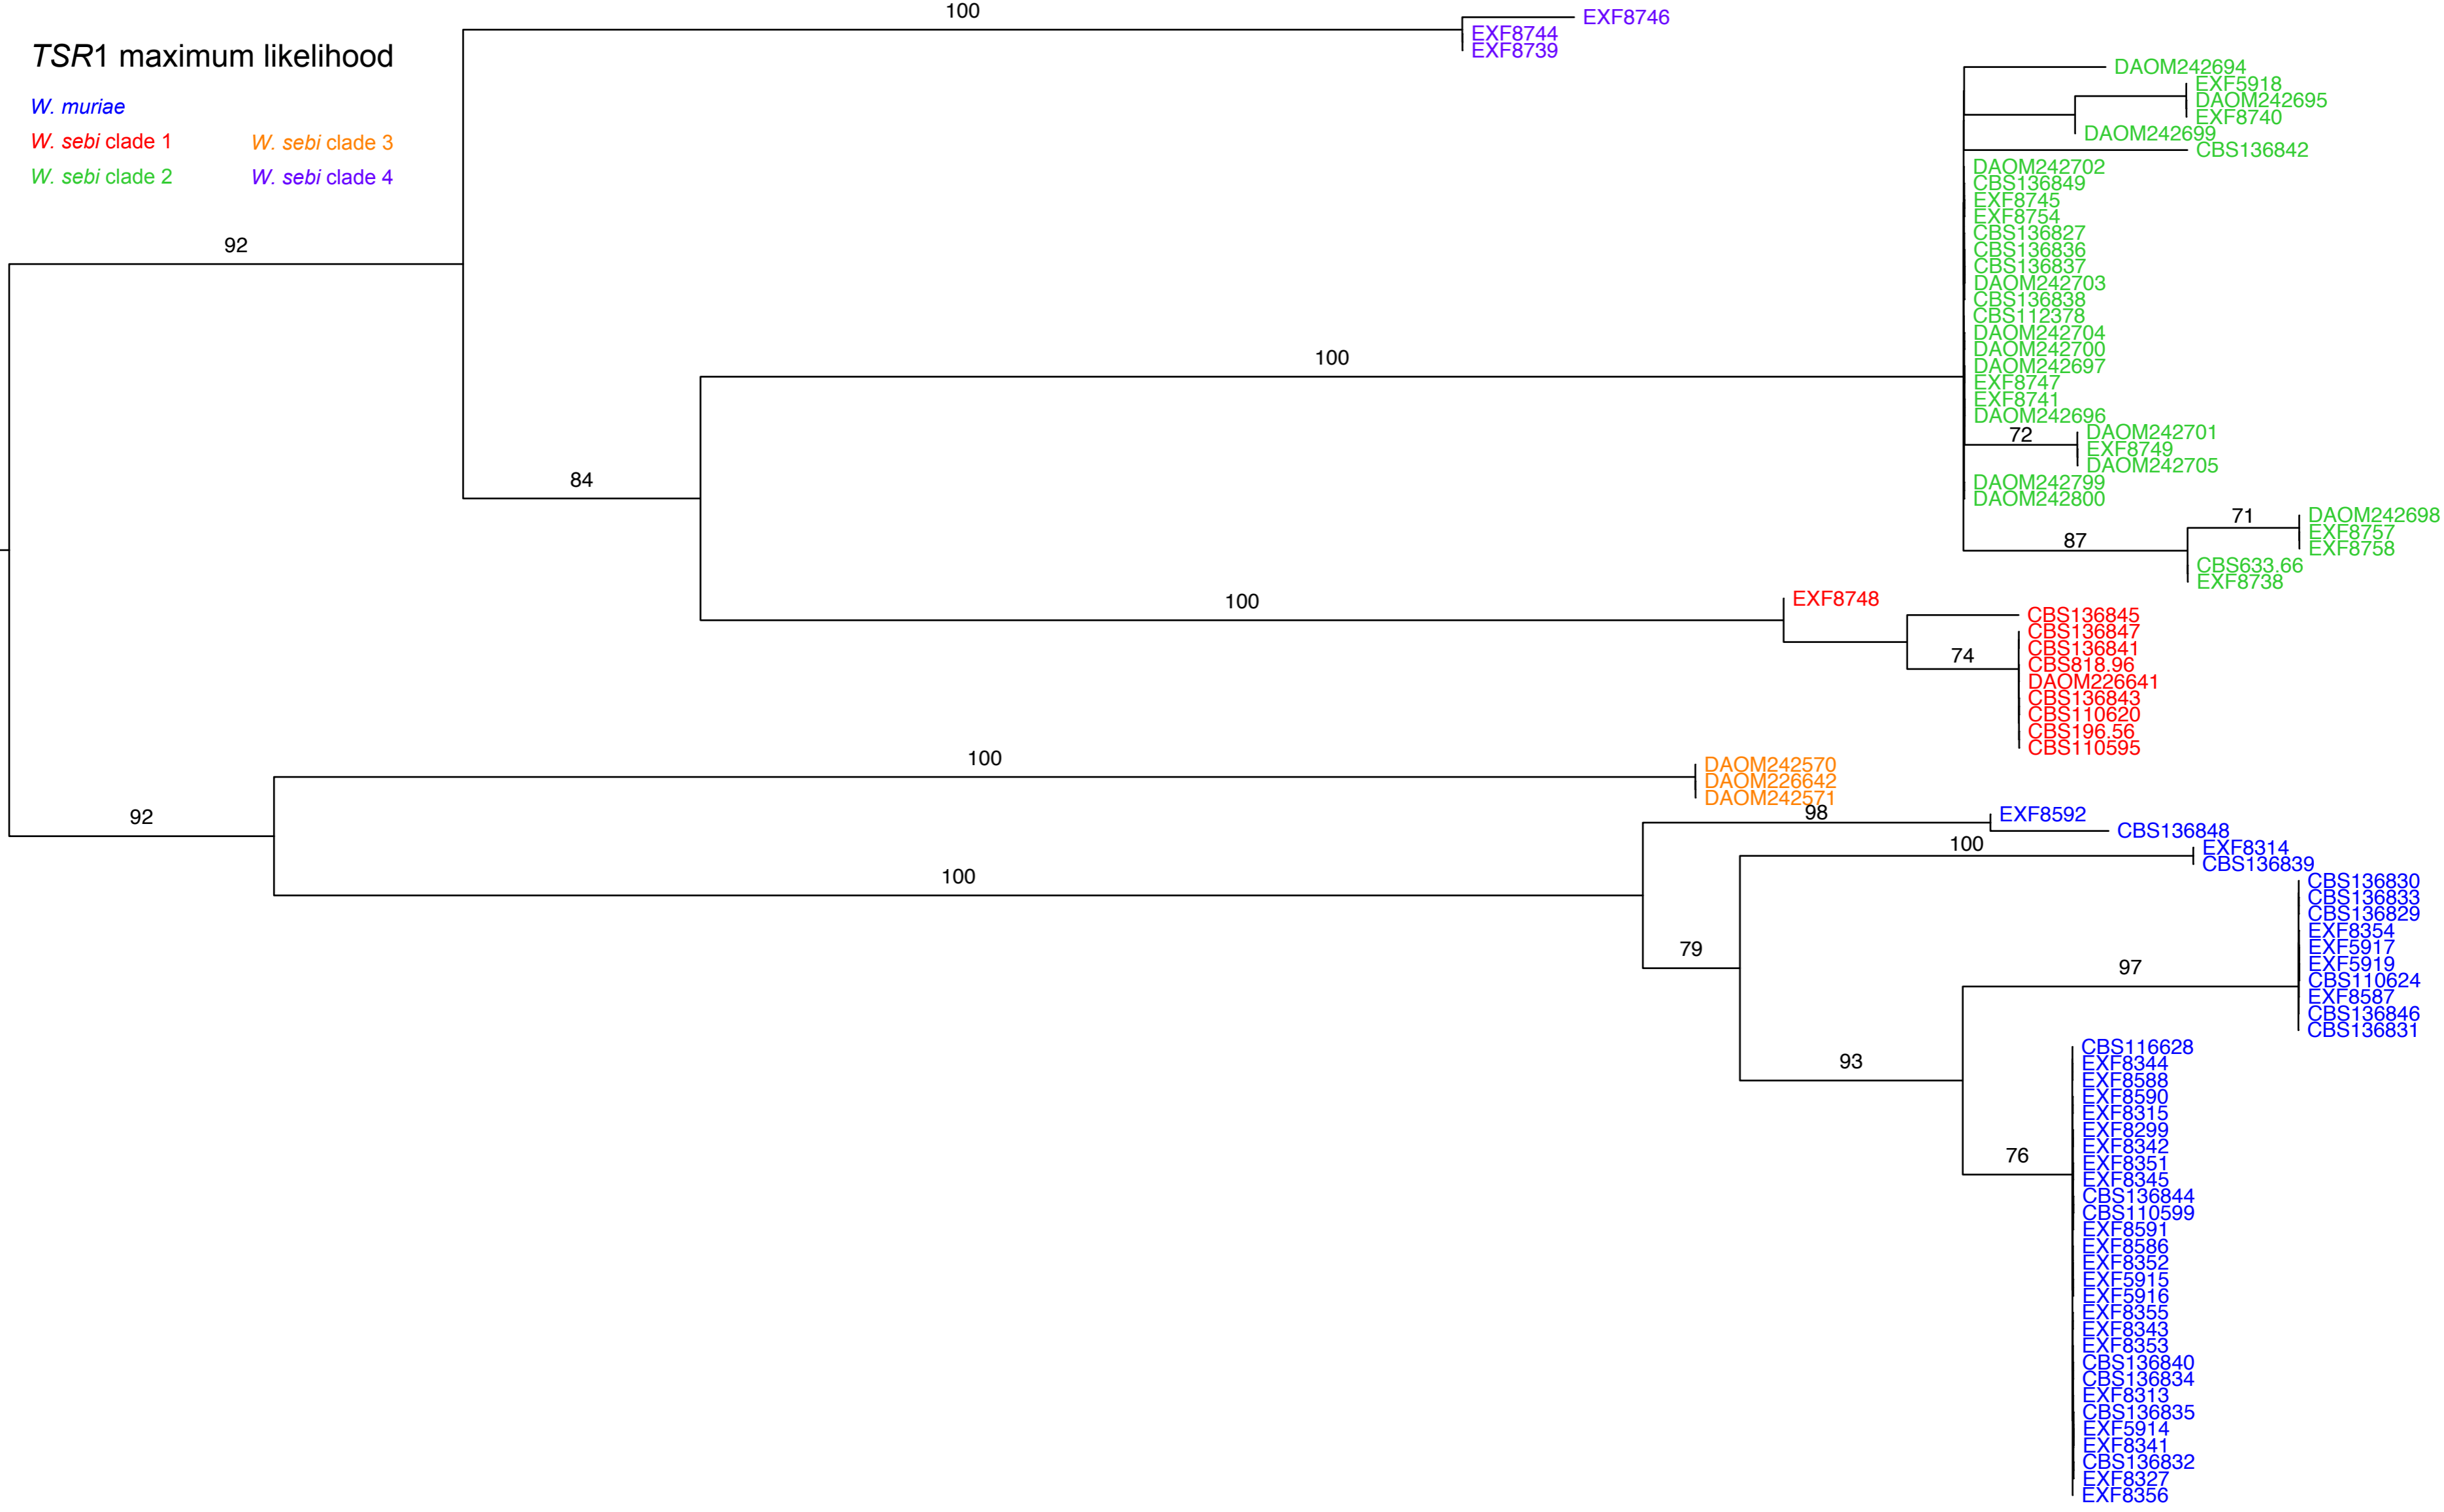 100
EXF8746
EXF8744
EXF8739
TSR1 maximum likelihood
W. muriae
W. sebi clade 1
W. sebi clade 3
W. sebi clade 2
W. sebi clade 4
DAOM242694
EXF5918
DAOM242695
EXF8740
DAOM242699
CBS136842
DAOM242702
CBS136849
EXF8745
EXF8754
CBS136827
CBS136836
CBS136837
DAOM242703
CBS136838
CBS112378
DAOM242704
DAOM242700
DAOM242697
EXF8747
EXF8741
DAOM242696
92
100
72
DAOM242701
EXF8749
DAOM242705
DAOM242799
DAOM242800
84
71
DAOM242698
EXF8757
EXF8758
87
CBS633.66
EXF8738
100
EXF8748
CBS136845
CBS136847
CBS136841
74
CBS818.96
DAOM226641
CBS136843
CBS110620
CBS196.56
CBS110595
100
DAOM242570
DAOM226642
DAOM242571
92
98
EXF8592
CBS136848
100
EXF8314
CBS136839
100
CBS136830
CBS136833
CBS136829
EXF8354
EXF5917
EXF5919
CBS110624
EXF8587
CBS136846
CBS136831
79
97
93
76
CBS116628
EXF8344
EXF8588
EXF8590
EXF8315
EXF8299
EXF8342
EXF8351
EXF8345
CBS136844
CBS110599
EXF8591
EXF8586
EXF8352
EXF5915
EXF5916
EXF8355
EXF8343
EXF8353
CBS136840
CBS136834
EXF8313
CBS136835
EXF5914
EXF8341
CBS136832
EXF8327
EXF8356